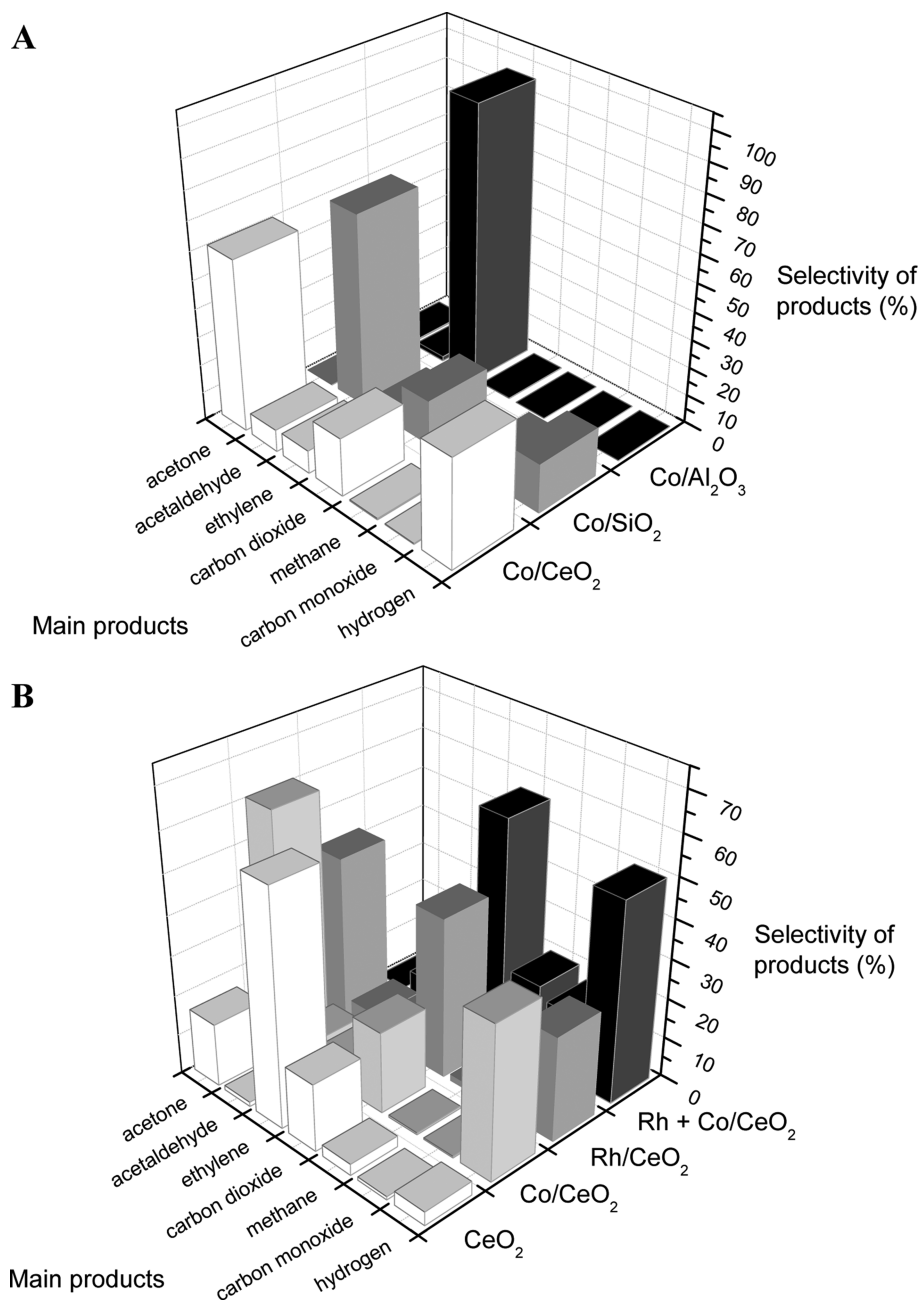 A
100
90
80
70
60
50
40
30
20
10
0
Selectivity of
products (%)
acetone
acetaldehyde
ethylene
carbon dioxide
methane
carbon monoxide
hydrogen
Co/Al₂O₃
Co/SiO₂
Co/CeO₂
Main products
B
70
60
50
40
30
20
10
0
Selectivity of
products (%)
acetone
acetaldehyde
ethylene
carbon dioxide
methane
carbon monoxide
hydrogen
Rh + Co/CeO₂
Rh/CeO₂
Co/CeO₂
CeO₂
Main products